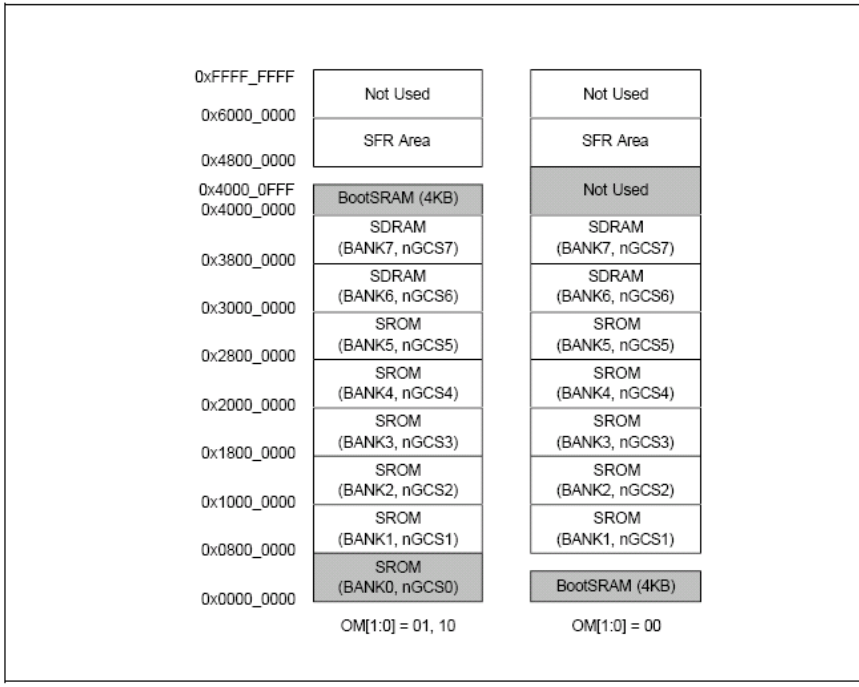 0xFFFF_FFFF
Not Used
Not Used
0x6000_0000
SFR Area
SFR Area
0x4800_0000
0x4000_0FFF
BootSRAM (4KB)
Not Used
0x4000_0000
SDRAM
(BANK7, nGCS7)
SDRAM
(BANK7, nGCS7)
0x3800_0000
SDRAM
(BANK6, nGCS6)
SDRAM
(BANK6, nGCS6)
0x3000_0000
SROM
(BANK5, nGCS5)
SROM
(BANK5, nGCS5)
0x2800_0000
SROM
(BANK4, nGCS4)
SROM
(BANK4, nGCS4)
0x2000_0000
SROM
(BANK3, nGCS3)
SROM
(BANK3, nGCS3)
0x1800_0000
SROM
(BANK2, nGCS2)
SROM
(BANK2, nGCS2)
0x1000_0000
SROM
(BANK1, nGCS1)
SROM
(BANK1, nGCS1)
0x0800_0000
SROM
(BANK0, nGCS0)
BootSRAM (4KB)
0x0000_0000
OM[1:0] = 01, 10
OM[1:0] = 00